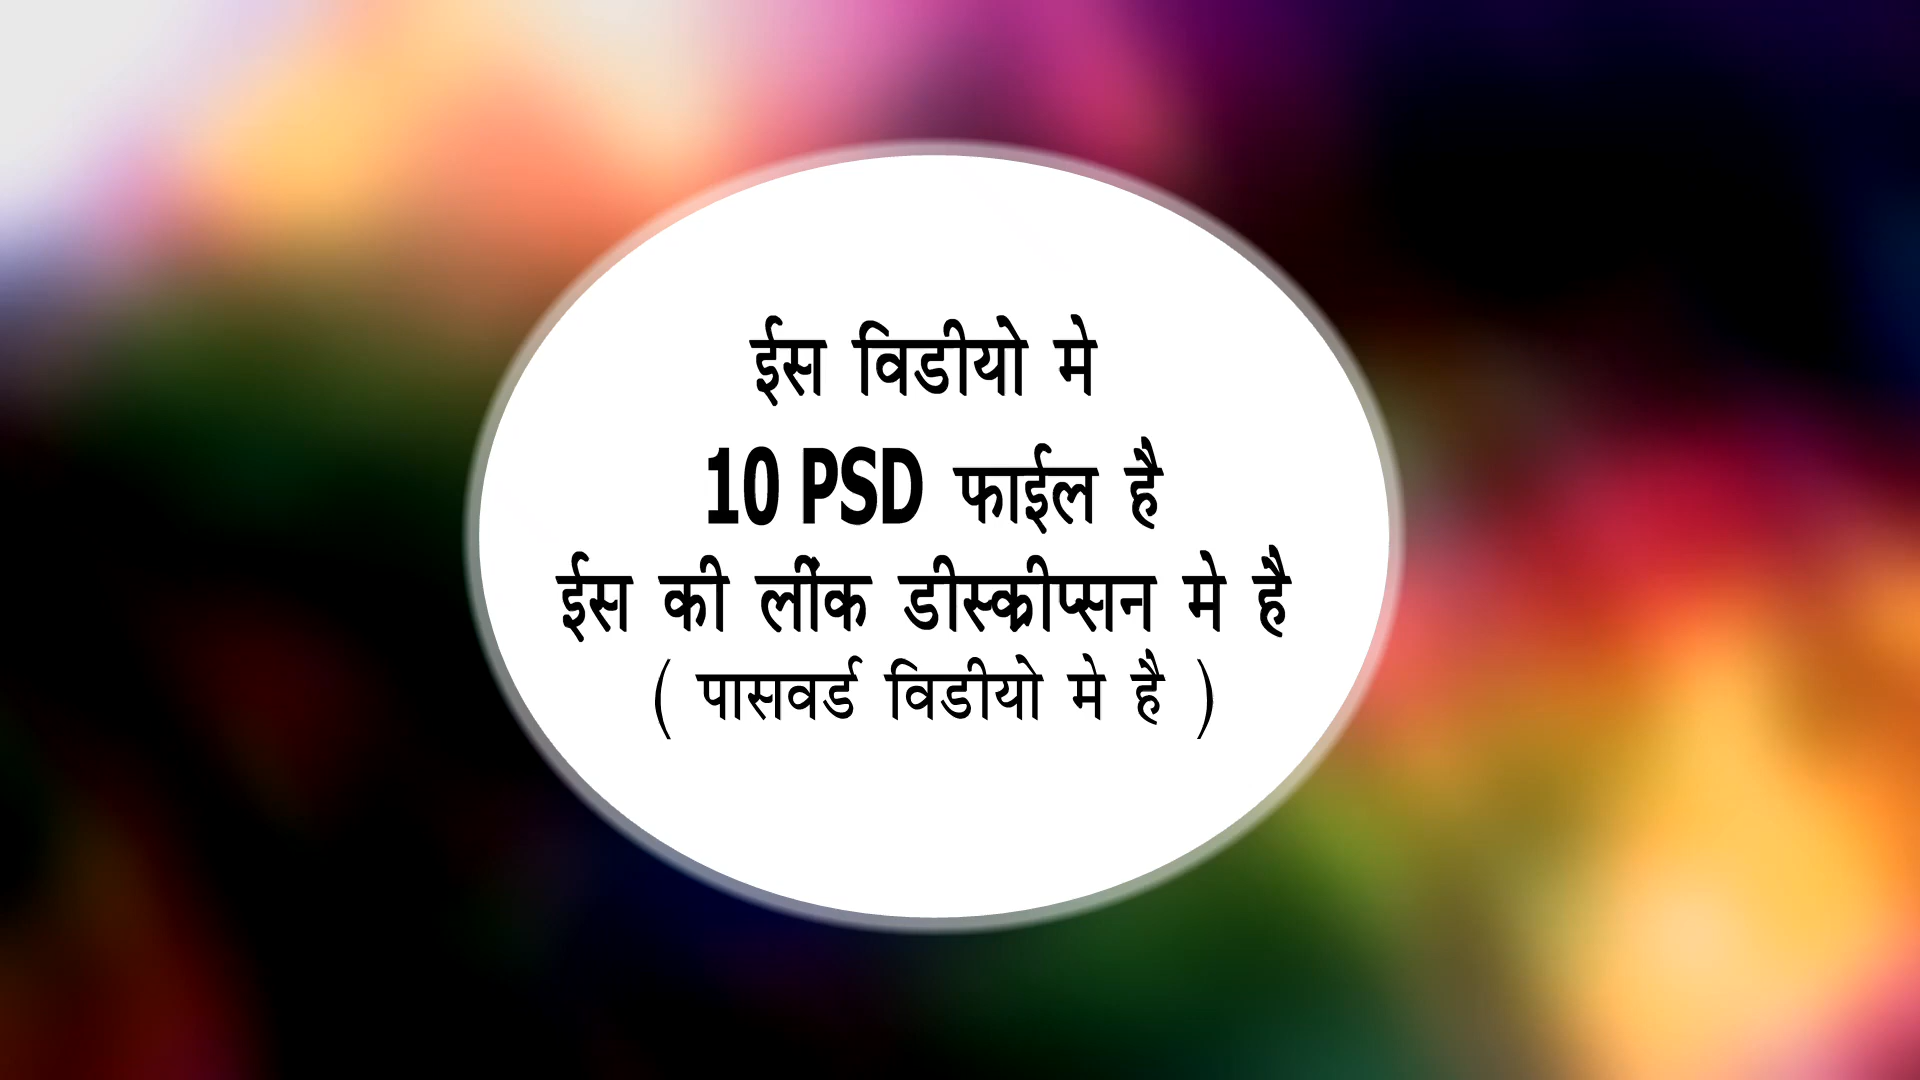 ईस विडीयो मे
10 PSD फाईल है
ईस की लींक डीस्क्रीप्सन मे है
( पासवर्ड विडीयो मे है )